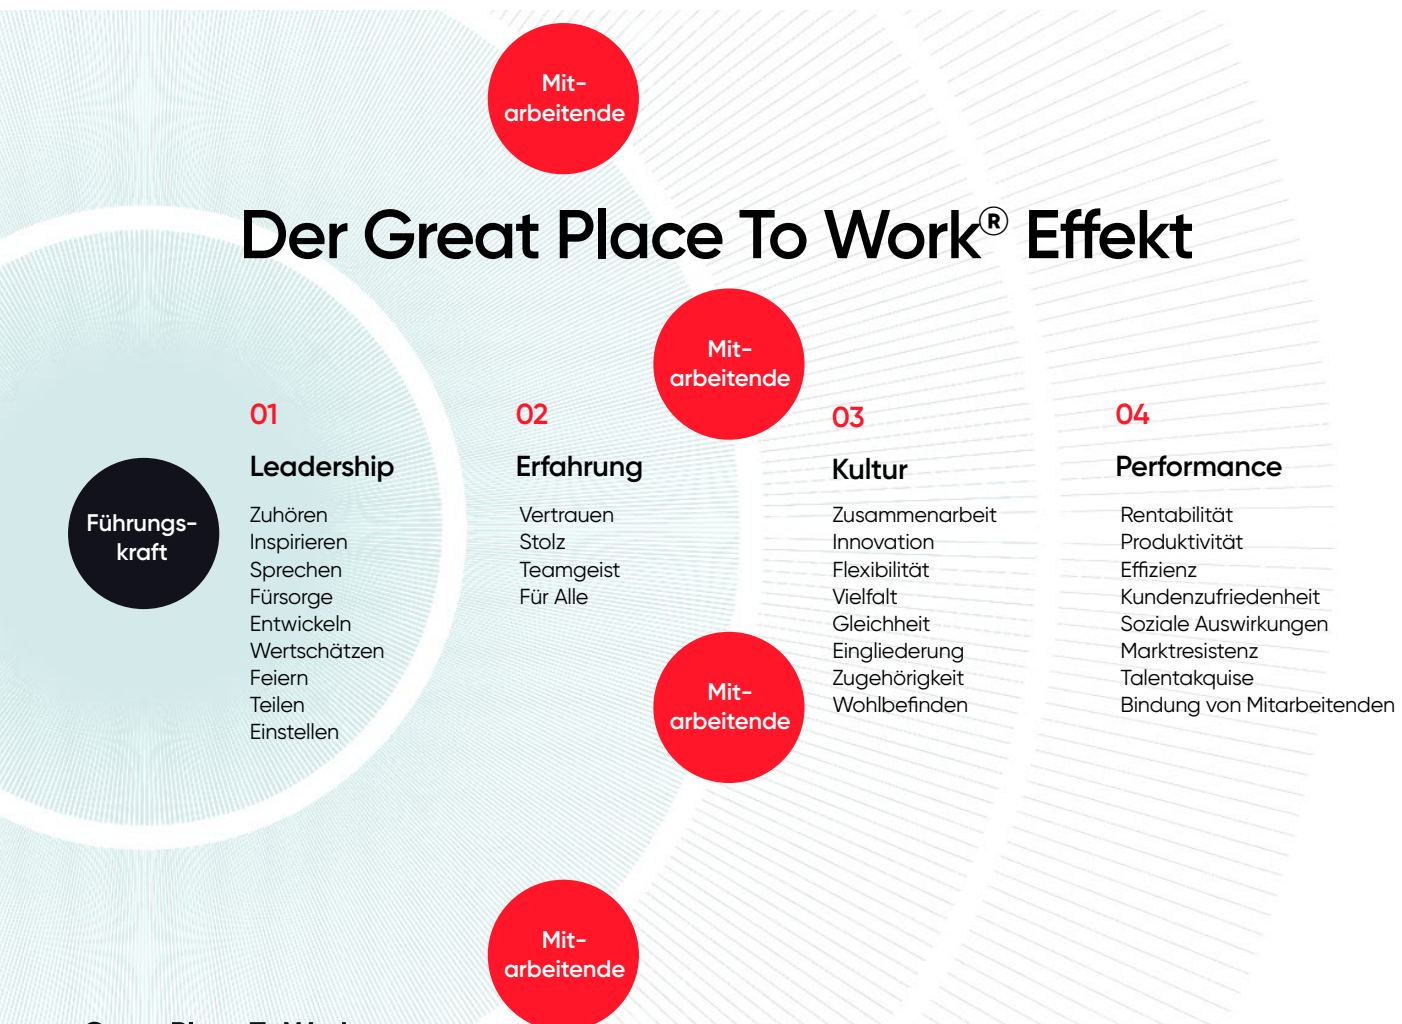 Mit-
arbeitende
Der Great Place To Work® Effekt
Mit-
arbeitende
Führungs-
kraft
01
Leadership
Zuhören
Inspirieren
Sprechen
Fürsorge
Entwickeln
Wertschätzen
Feiern
Teilen
Einstellen
02
Erfahrung
Vertrauen
Stolz
Teamgeist
Für Alle
03
Kultur
Zusammenarbeit
Innovation
Flexibilität
Vielfalt
Gleichheit
Eingliederung
Zugehörigkeit
Wohlbefinden
04
Performance
Rentabilität
Produktivität
Effizienz
Kundenzufriedenheit
Soziale Auswirkungen
Marktresistenz
Talentakquise
Bindung von Mitarbeitenden
Mit-
arbeitende
Mit-
arbeitende